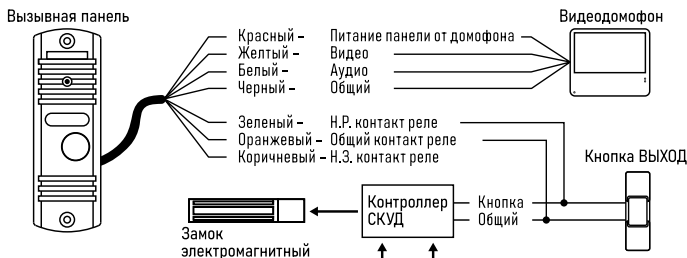 Вызывная панель
Видеодомофон
Красный – Питание панели от домофона
Желтый – Видео
Белый – Аудио
Черный – Общий
Зеленый – Н.Р. контакт реле
Оранжевый – Общий контакт реле
Коричневый – Н.З. контакт реле
Кнопка ВЫХОД
Контроллер
СКУД
Кнопка
Общий
Замок
электромагнитный